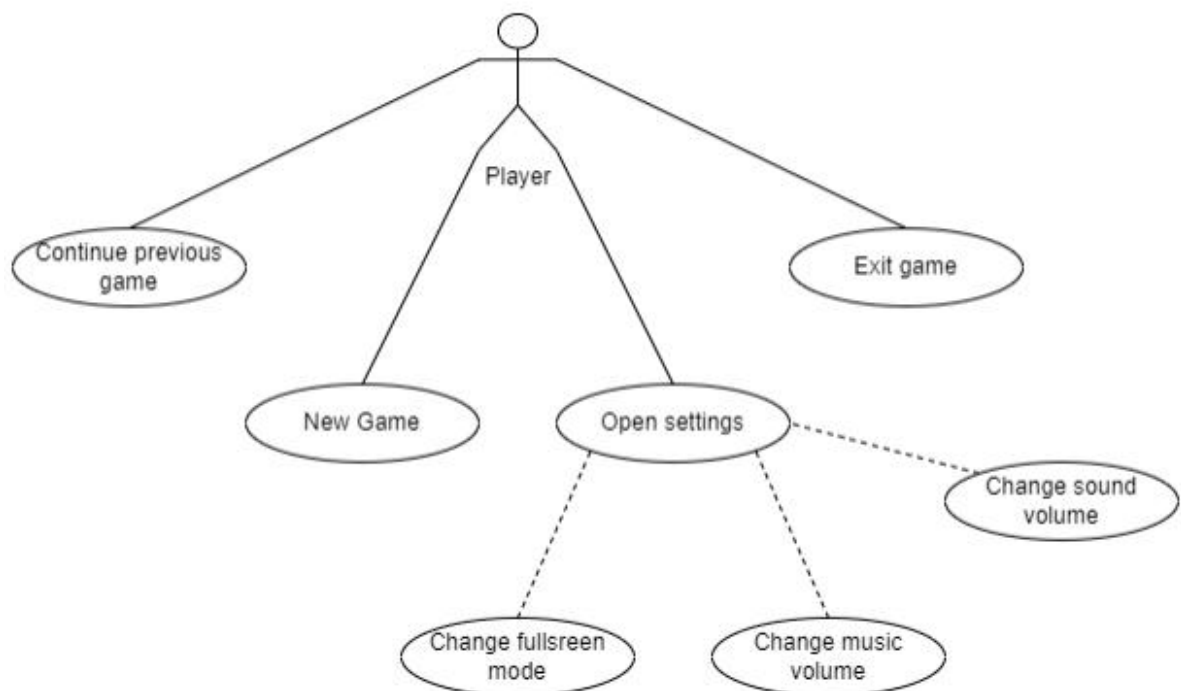 Player
Continue previous
game
Exit game
New Game
Open settings
Change sound
volume
Change fullsreen
mode
Change music
volume